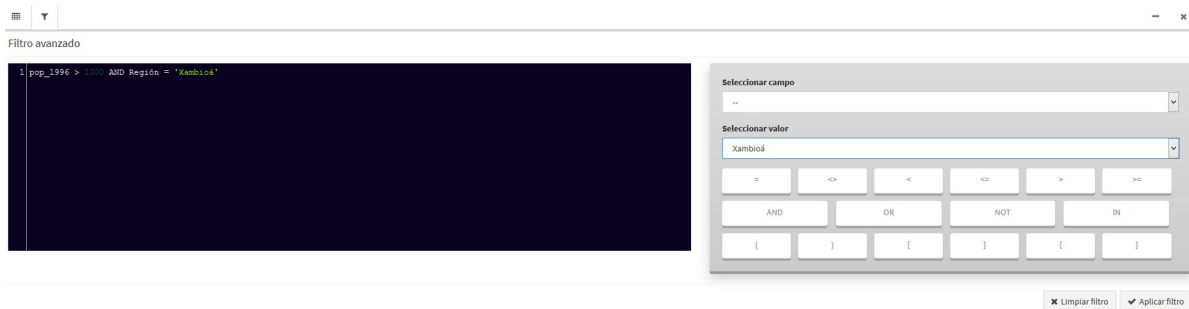 Filtro avanzado
1 pop_1996 > 1000 AND Región = 'Xambioá'
Seleccionar campo
--
Seleccionar valor
Xambioá
= <> < <= > >=
AND OR NOT IN
( ) [ ] [ ]
Limpiar filtro Aplicar filtro